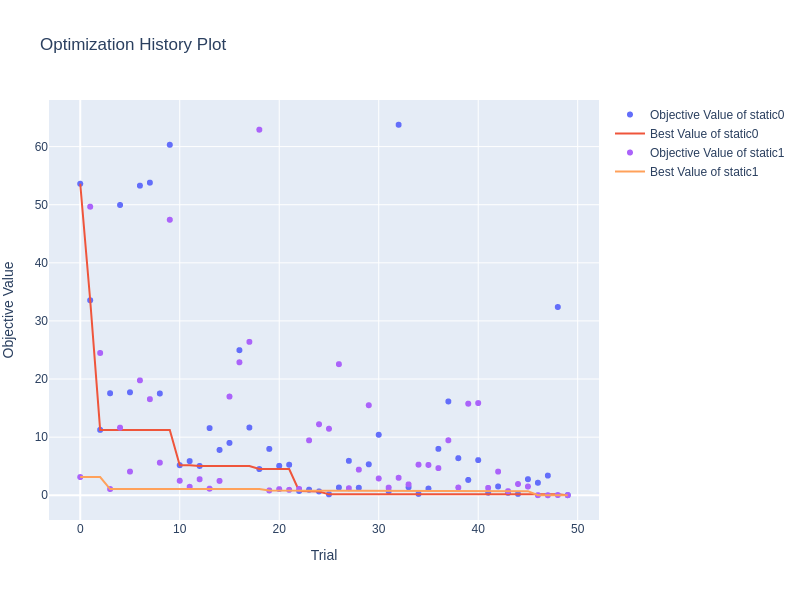 Optimization History Plot
Objective Value of static0
Best Value of static0
Objective Value of static1
Best Value of static1
Objective Value
60
50
40
30
20
10
0
0
10
20
30
40
50
Trial